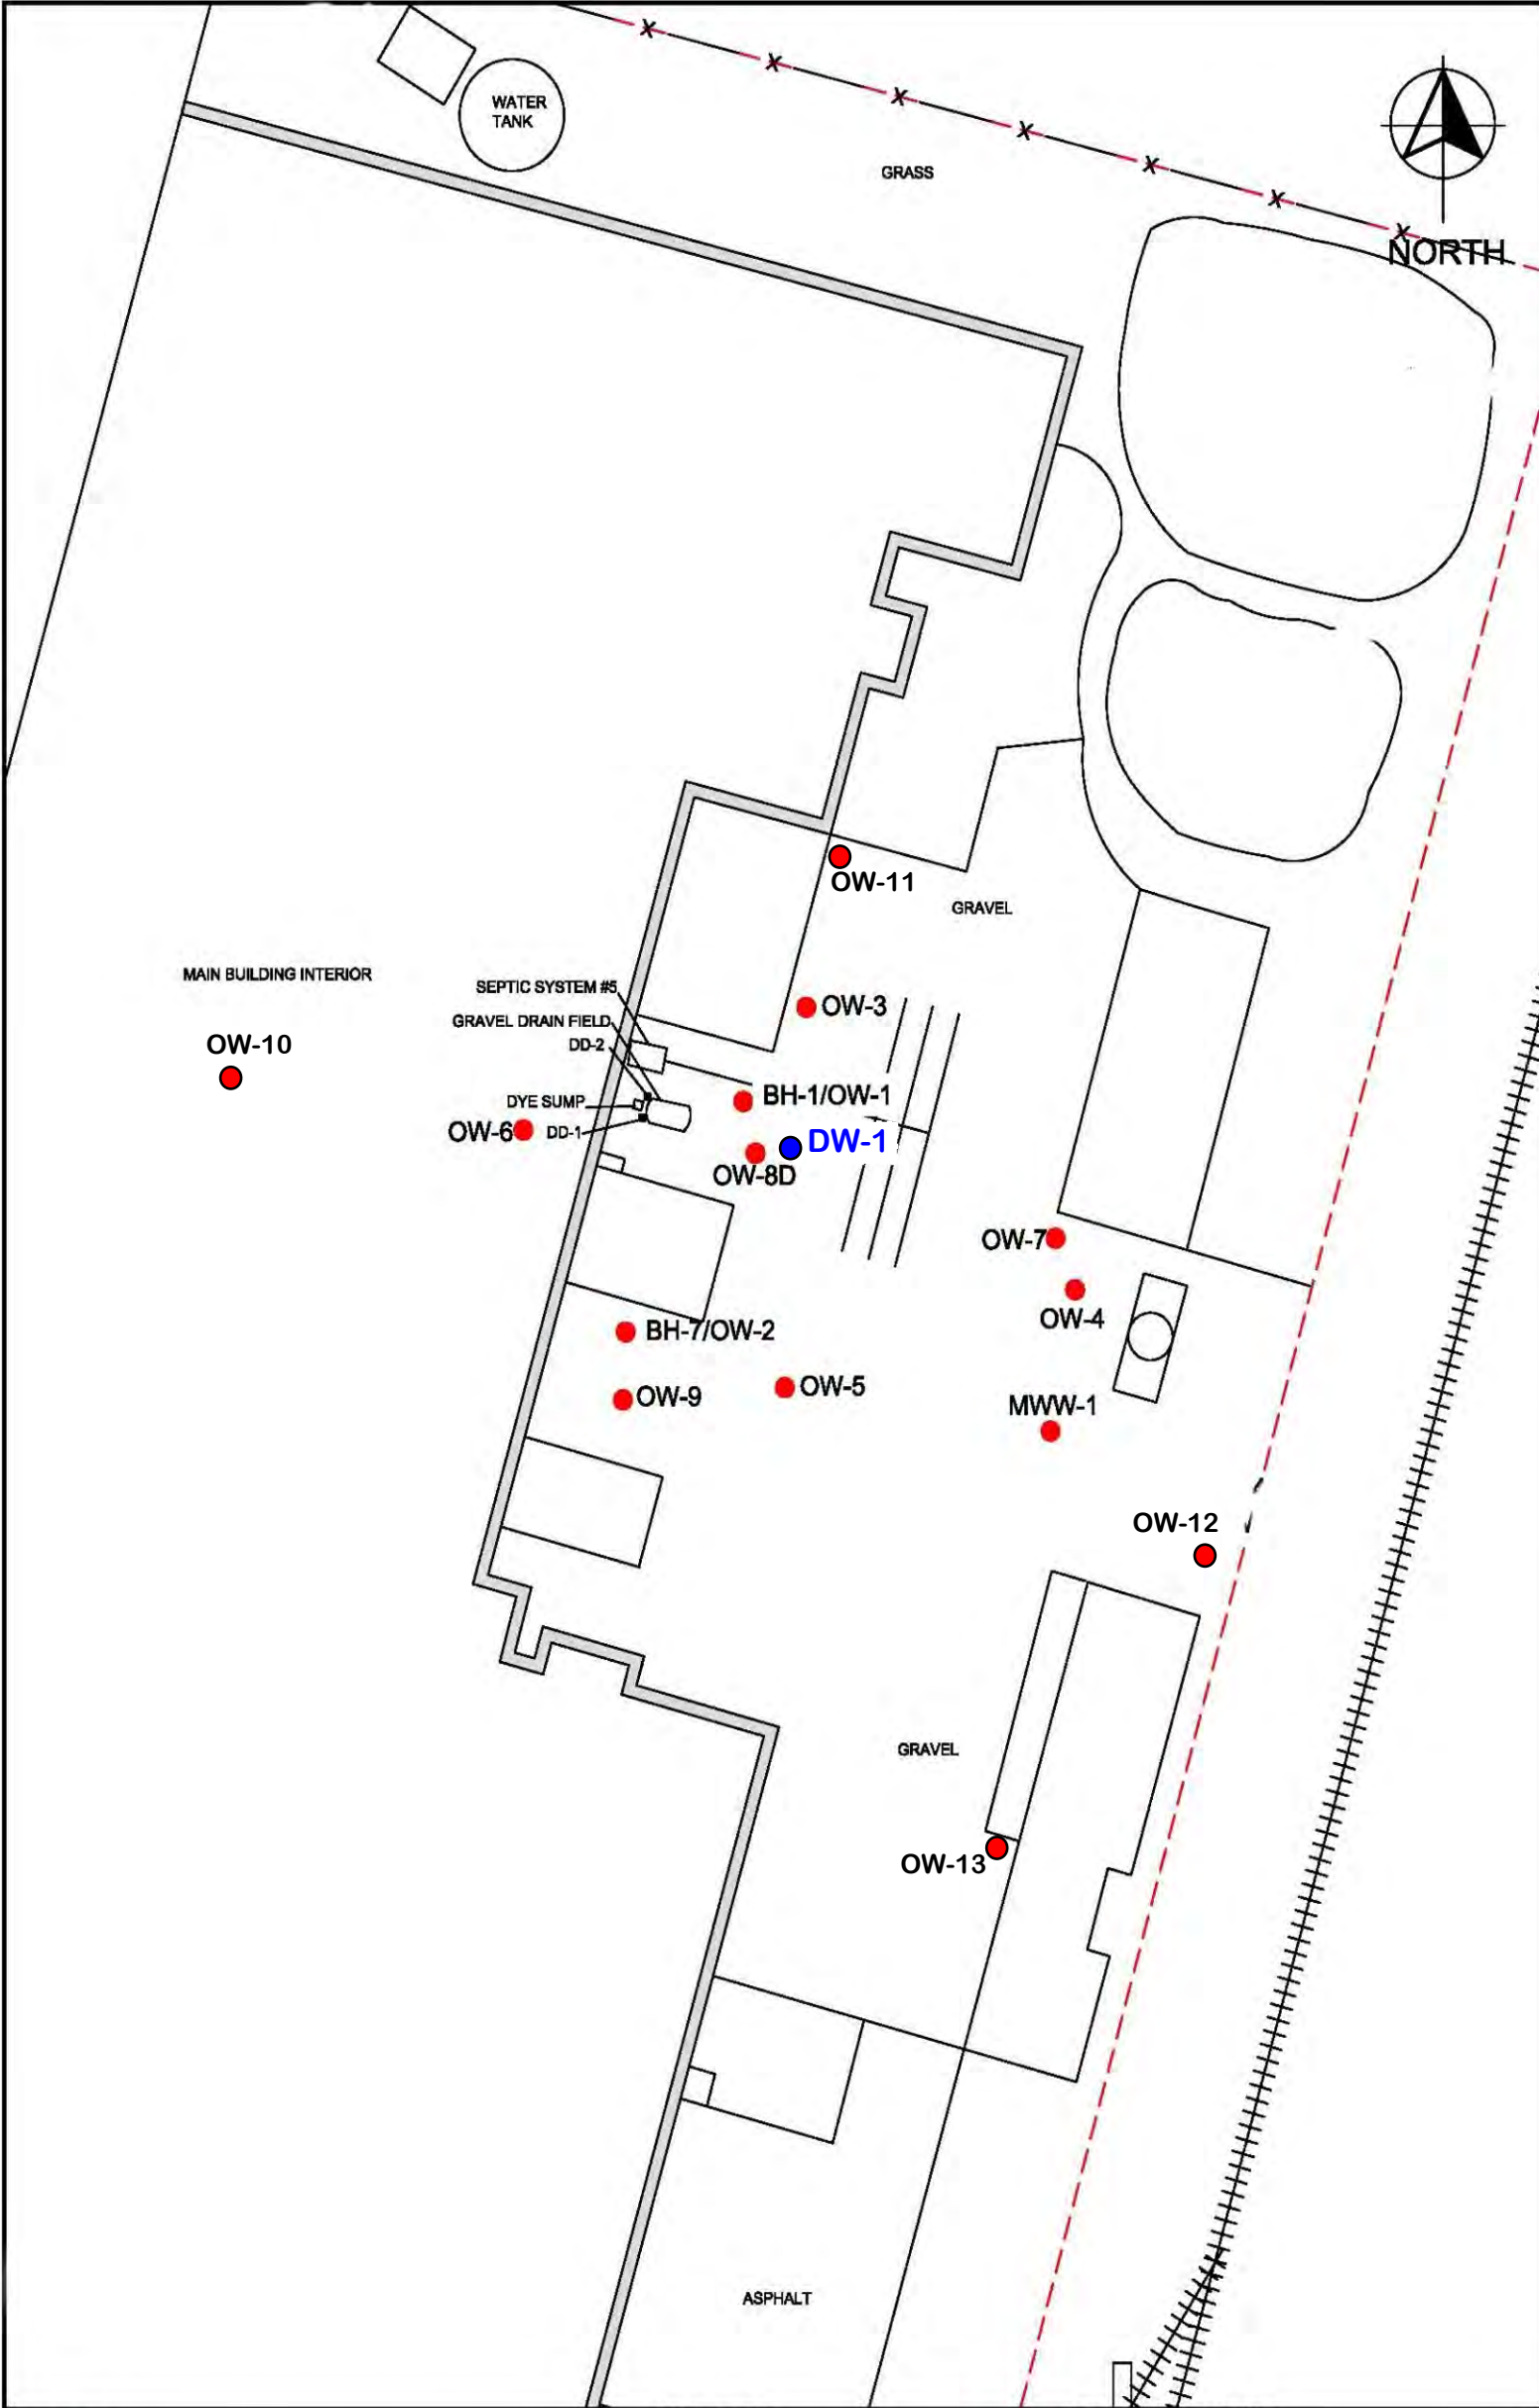 WATER
TANK
GRASS
NORTH
OW-11
GRAVEL
MAIN BUILDING INTERIOR
SEPTIC SYSTEM #5
OW-3
GRAVEL DRAIN FIELD
DD-2
OW-10
BH-1/OW-1
DYE SUMP
OW-6
DD-1
DW-1
OW-8D
OW-7
OW-4
BH-7/OW-2
OW-5
OW-9
MWW-1
OW-12
GRAVEL
OW-13
ASPHALT